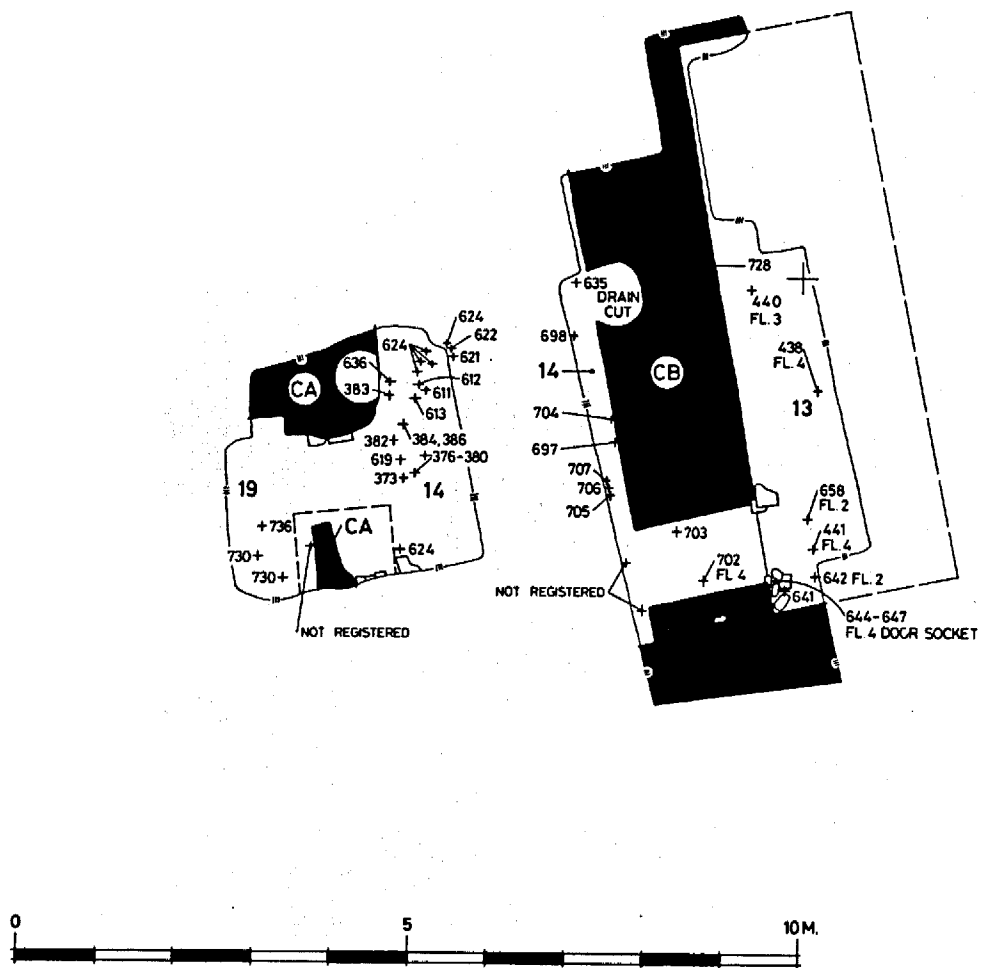 728
440
FL.3
635
DRAIN
CUT
698
438
FL.4
14
CB
13
704
697
707
706
705
658
FL.2
441
FL.4
703
702
FL 4
642 FL.2
641
NOT REGISTERED
644-647
FL.4 DOOR SOCKET
624
622
621
624
636
383
612
611
613
CA
382
384,386
619
376-380
373
14
19
CA
736
730
730
624
NOT REGISTERED
0
5
10 M.